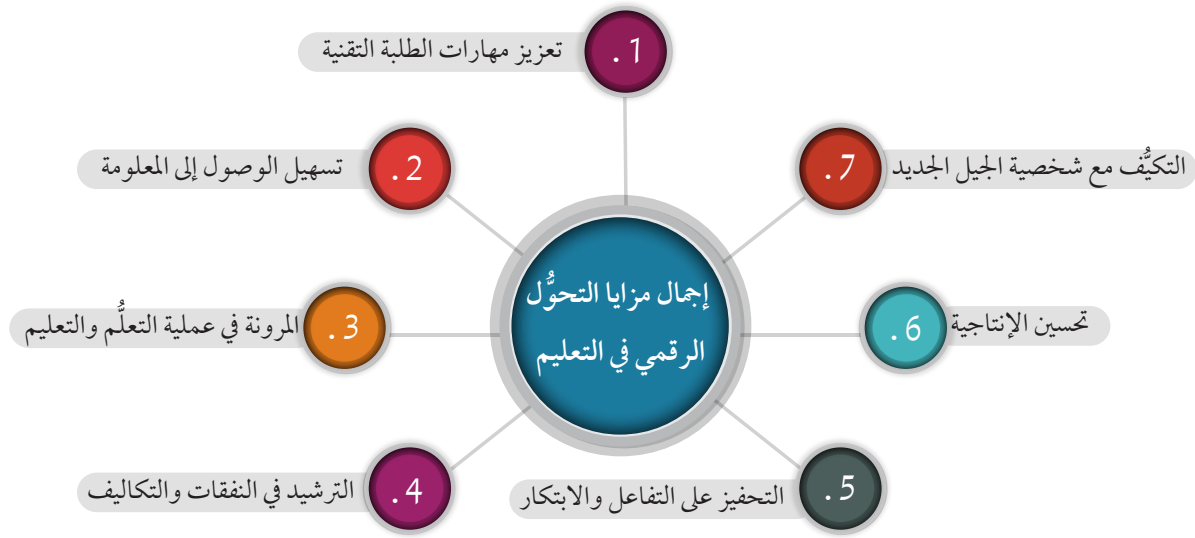 إجمال مزايا التحوُّل
الرقمي في التعليم
1. تعزيز مهارات الطلبة التقنية
2. تسهيل الوصول إلى المعلومة
3. المرونة في عملية التعلُّم والتعليم
4. الترشيد في النفقات والتكاليف
5. التحفيز على التفاعل والابتكار
6. تحسين الإنتاجية
7. التكيُّف مع شخصية الجيل الجديد